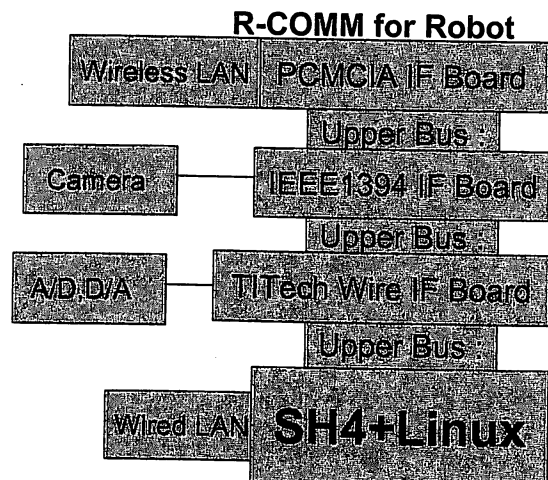 R-COMM for Robot
Wireless LAN PCMCIA IF Board
Upper Bus :
Camera IEEE1394 IF Board
Upper Bus :
A/D,D/A TITech Wire IF Board
Upper Bus :
Wired LAN SH4+Linux